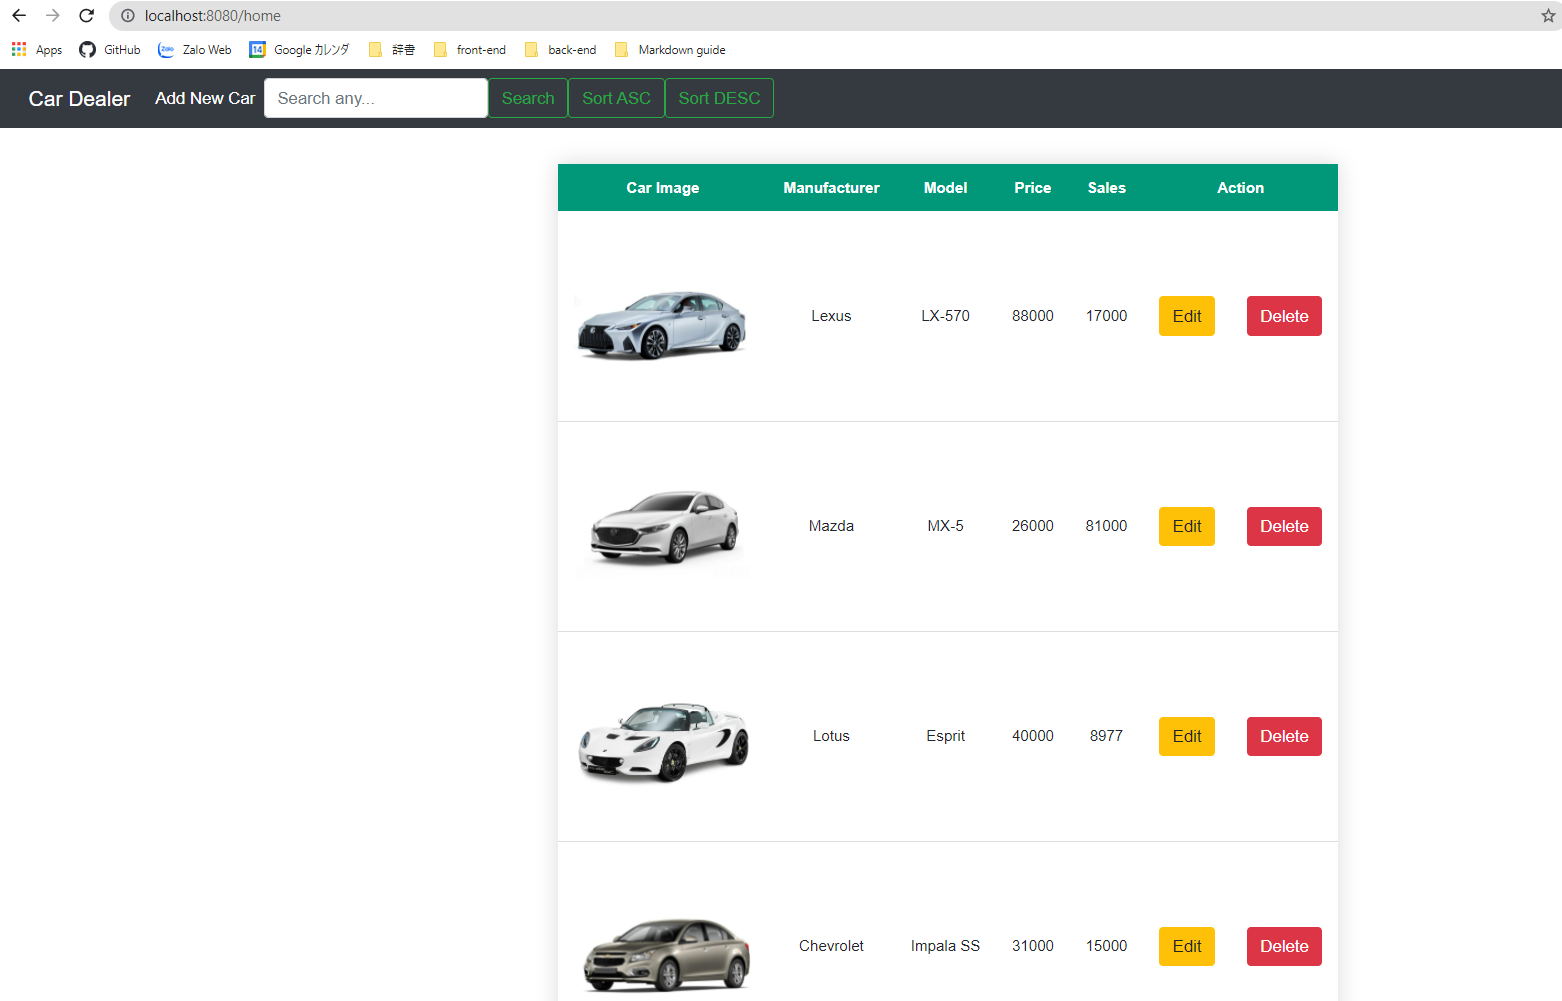 localhost:8080/home
Apps GitHub Zalo Zalo Web 14 Google カレンダ 辞書 front-end back-end Markdown guide
Car Dealer Add New Car Search any... Search Sort ASC Sort DESC
Car Image Manufacturer Model Price Sales Action
Lexus LX-570 88000 17000 Edit Delete
Mazda MX-5 26000 81000 Edit Delete
Lotus Esprit 40000 8977 Edit Delete
Chevrolet Impala SS 31000 15000 Edit Delete